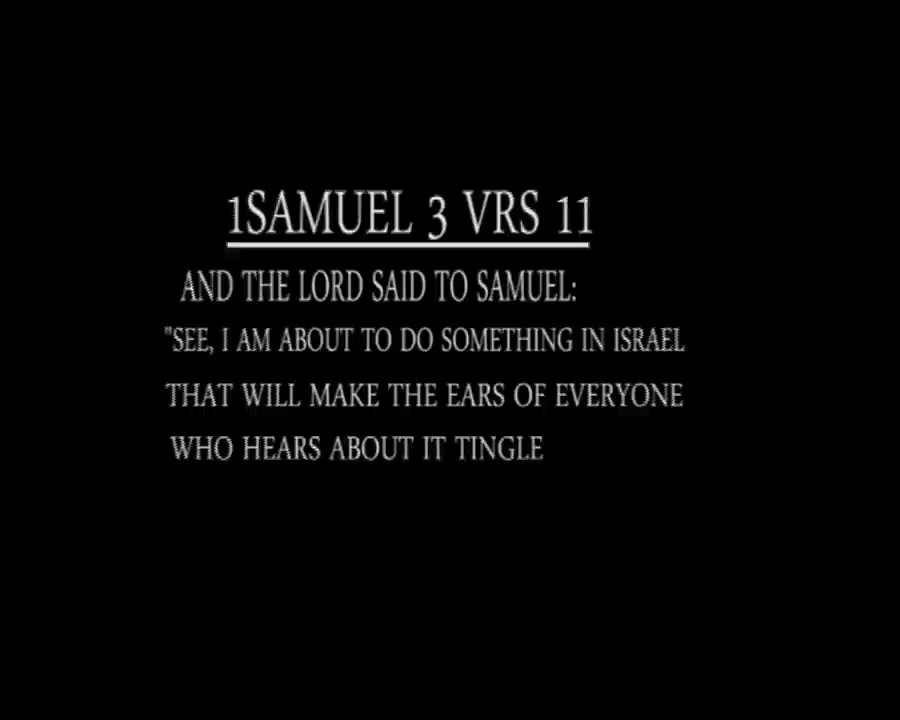 1SAMUEL 3 VRS 11
AND THE LORD SAID TO SAMUEL:
"SEE, I AM ABOUT TO DO SOMETHING IN ISRAEL
THAT WILL MAKE THE EARS OF EVERYONE
WHO HEARS ABOUT IT TINGLE